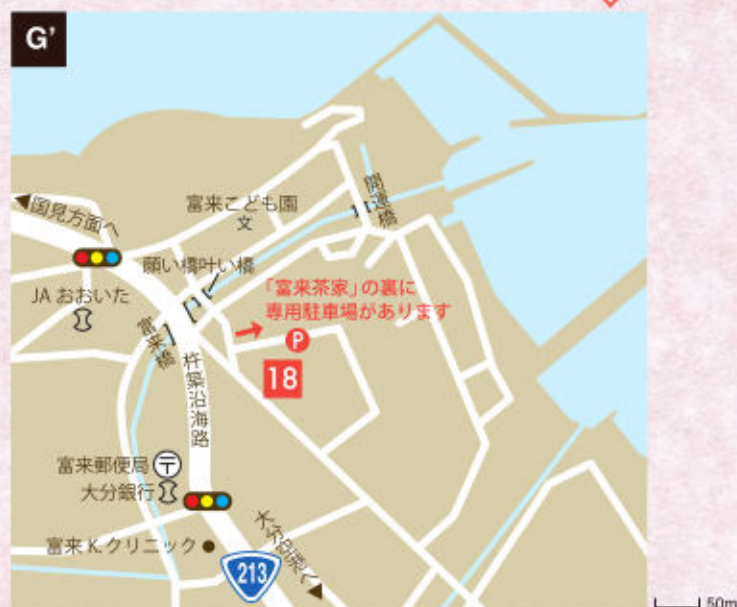 G'
国見方面へ
富来こども園
文
開運橋
願い橋叶い橋
JA おおいた
「富来茶家」の裏に
専用駐車場があります
P
18
富来橋
杵築沿海路
富来郵便局
〒
大分銀行
富来 K.クリニック
213
大分空港へ
50m